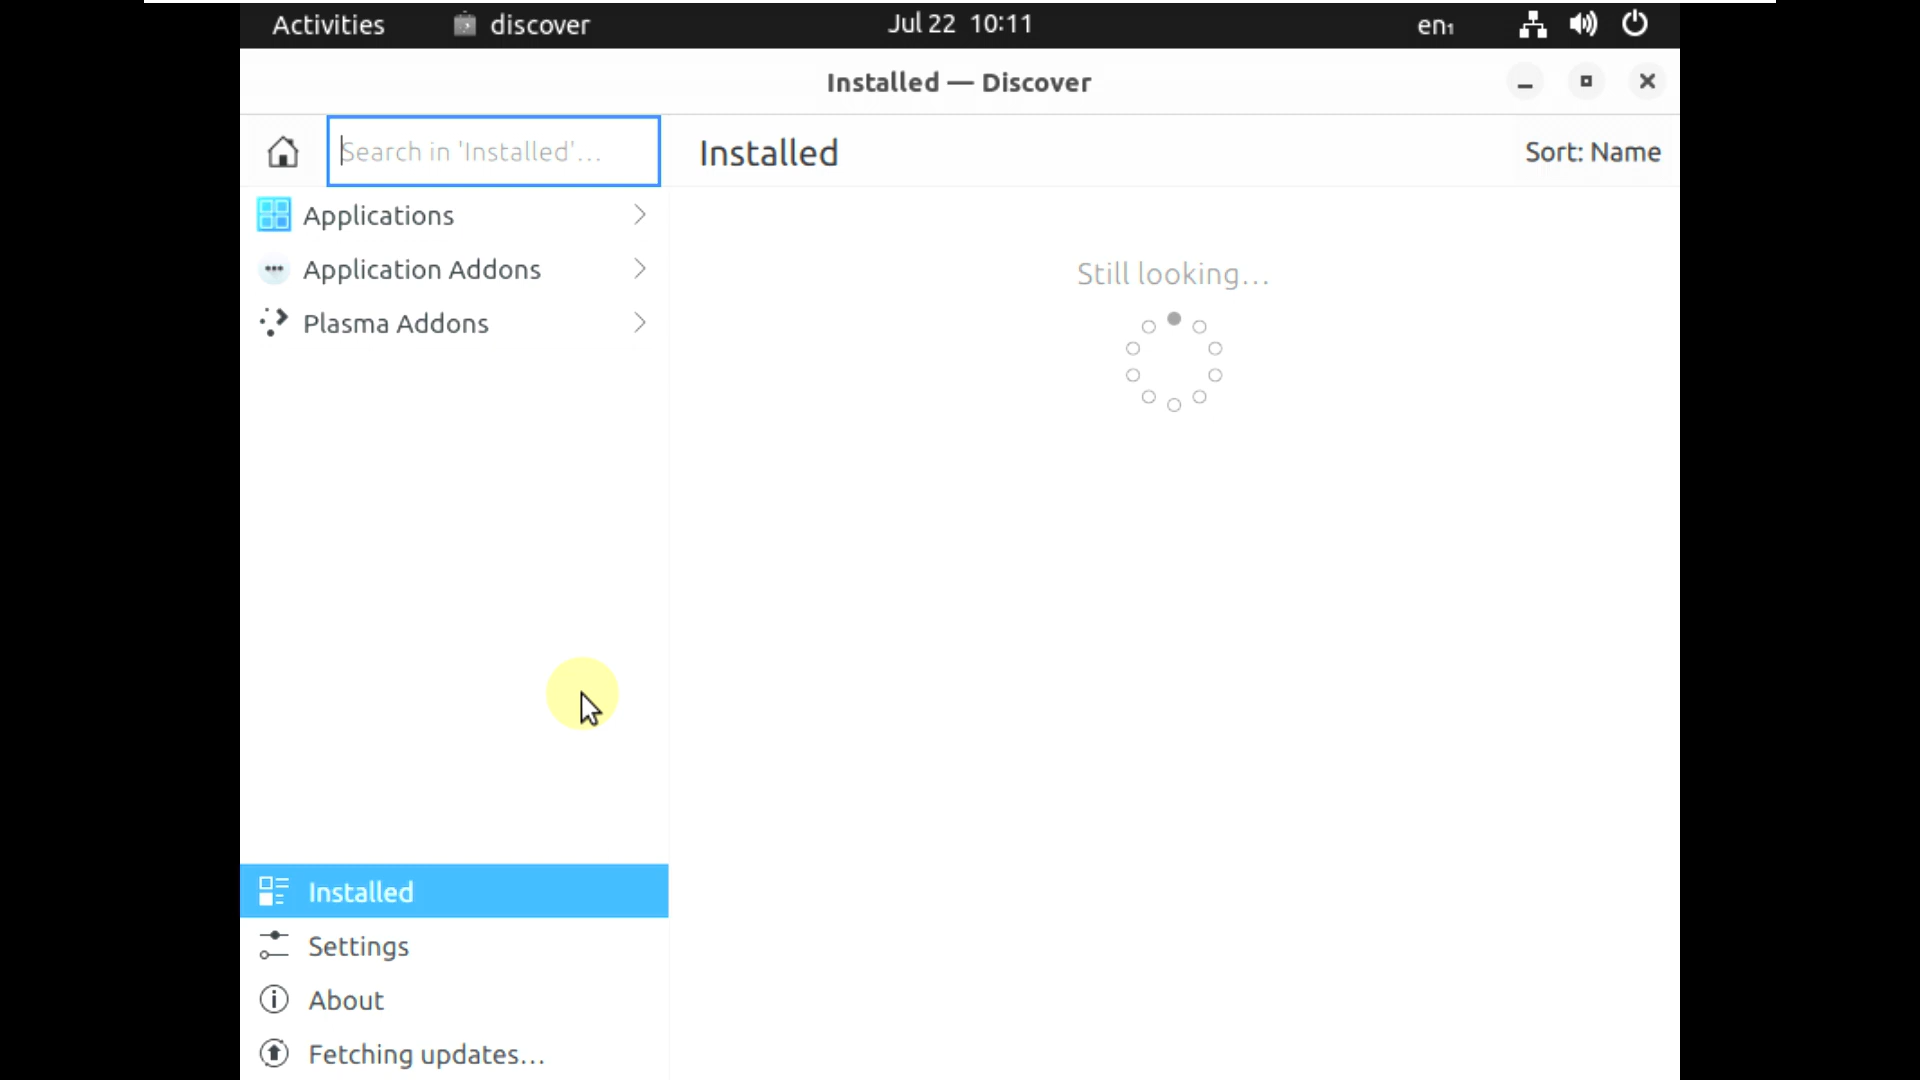 Activities discover Jul 22 10:11 en₁
Installed — Discover
Search in 'Installed'... Installed Sort: Name
Applications
Application Addons
Plasma Addons
Still looking...
Installed
Settings
About
Fetching updates...